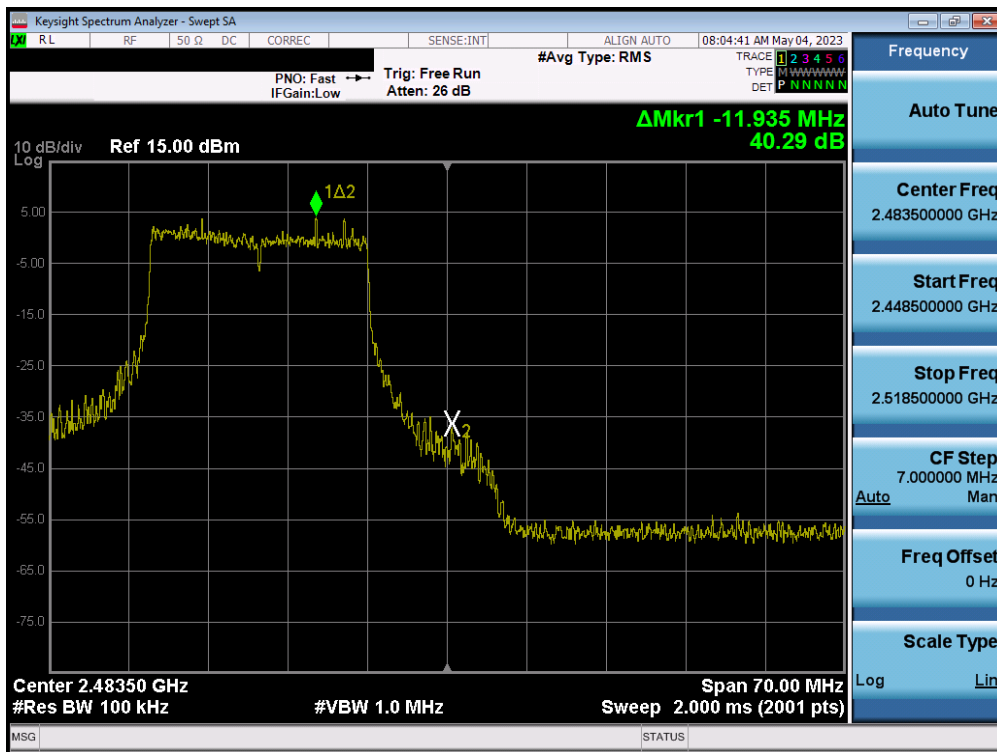 Keysight Spectrum Analyzer - Swept SA
LXI RL RF 50 Ω DC CORREC SENSE:INT ALIGN AUTO 08:04:41 AM May 04, 2023
PNO: Fast
IFGain:Low
Trig: Free Run
Atten: 26 dB
#Avg Type: RMS
TRACE 1 2 3 4 5 6
TYPE M WWWWW
DET P N N N N N
ΔMkr1 -11.935 MHz
40.29 dB
10 dB/div Ref 15.00 dBm
Log
1Δ2
5.00
-5.00
-15.0
-25.0
-35.0
X2
-45.0
-55.0
-65.0
-75.0
Center 2.48350 GHz Span 70.00 MHz
#Res BW 100 kHz #VBW 1.0 MHz Sweep 2.000 ms (2001 pts)
MSG STATUS
Frequency
Auto Tune
Center Freq
2.483500000 GHz
Start Freq
2.448500000 GHz
Stop Freq
2.518500000 GHz
CF Step
7.000000 MHz
Auto Man
Freq Offset
0 Hz
Scale Type
Log Lin